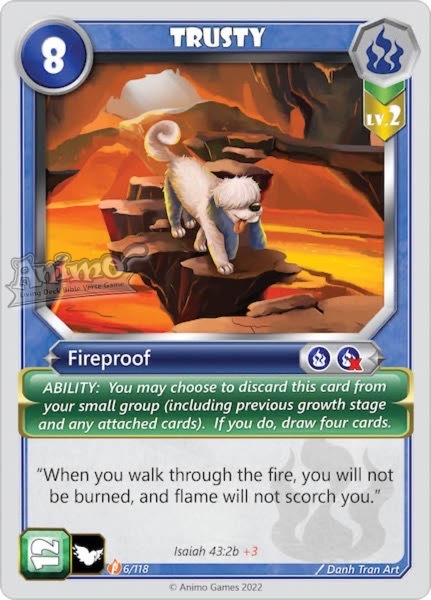 8
TRUSTY
LV.2
Animo
Living Deck Bible Verse Game
Fireproof
ABILITY: You may choose to discard this card from
your small group (including previous growth stage
and any attached cards). If you do, draw four cards.
“When you walk through the fire, you will not
be burned, and flame will not scorch you.”
Isaiah 43:2b +3
12
6/118
Danh Tran Art
© Animo Games 2022